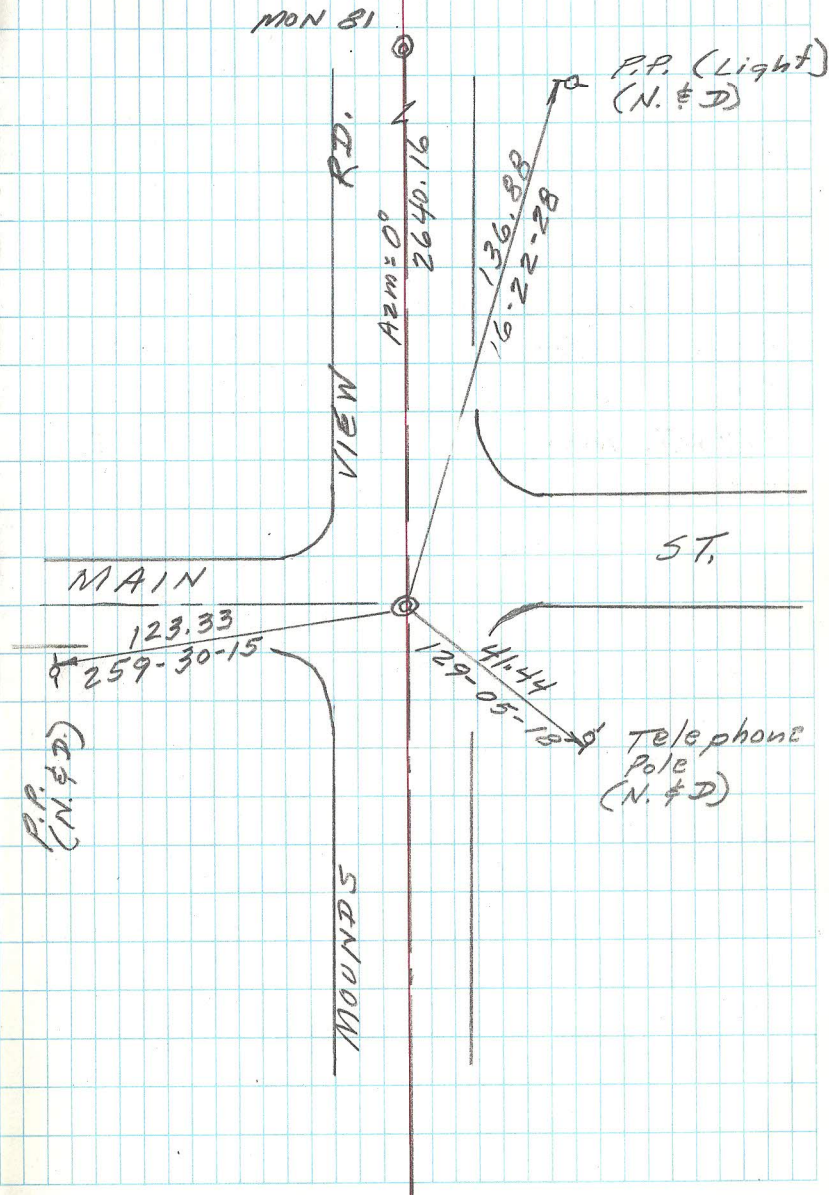 MON 81
P.P. (Light)
(N. & D)
RD.
Azm = 0°
2640.16
136.88
16-22-28
VIEW
ST.
MAIN
123.33
259-30-15
41.44
129-05-18
Telephone
Pole
(N. & D)
P.P.
(N. & D.)
MOUNDS